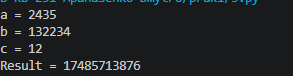 a = 2435
b = 132234
c = 12
Result = 17485713876